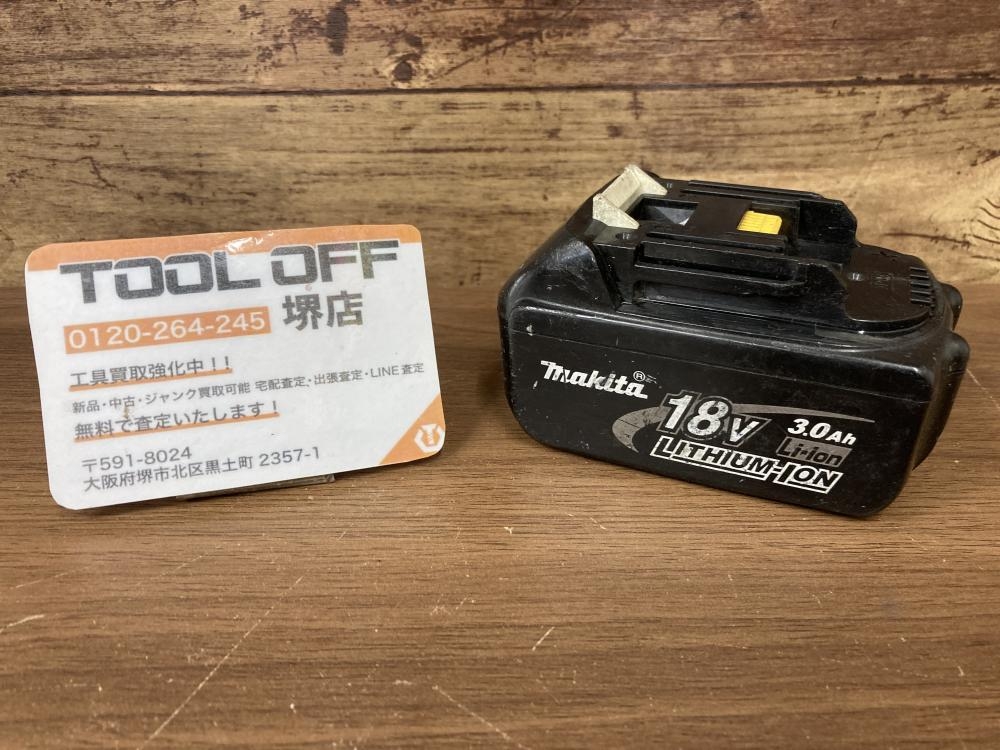 TOOL OFF
0120-264-245 堺店
工具買取強化中!!
新品・中古・ジャンク買取可能 宅配査定・出張査定・LINE査定
無料で査定いたします!
〒591-8024
大阪府堺市北区黒土町 2357-1
makita®
18V 3.0Ah
Li-ion
LITHIUM-ION